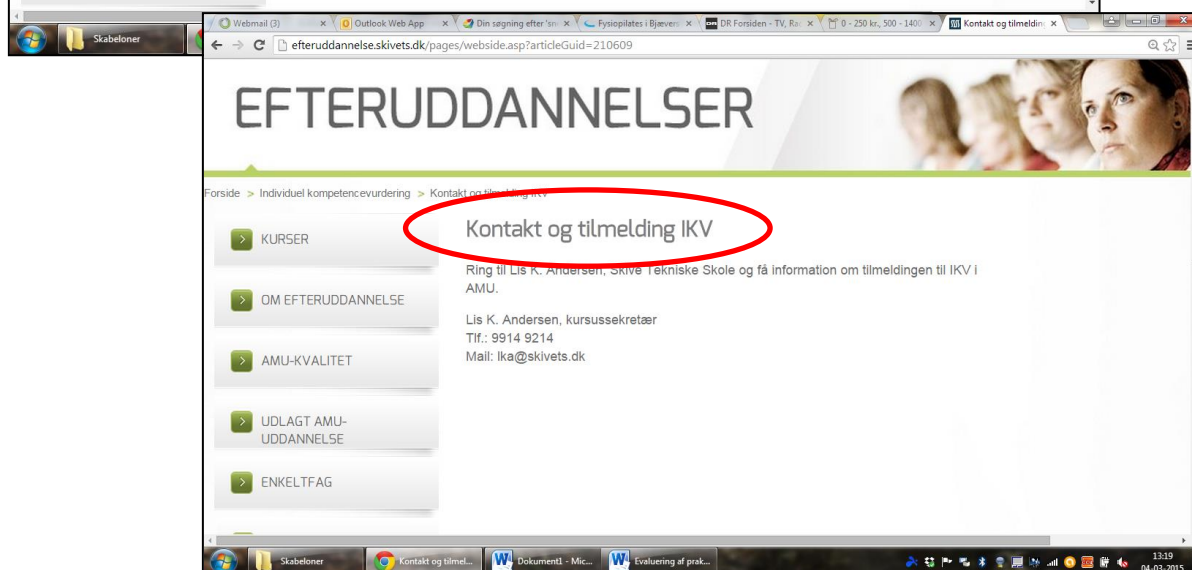 Skabeloner
Webmail (3)
Outlook Web App
Din søgning efter 'sn
Fysiopilates i Bjævers
DR Forsiden - TV, Rad
0 - 250 kr., 500 - 1400
Kontakt og tilmelding
efteruddannelse.skivets.dk/pages/webside.asp?articleGuid=210609
EFTERUDDANNELSER
Forside > Individuel kompetencevurdering > Kontakt og tilmelding IKV
KURSER
OM EFTERUDDANNELSE
AMU-KVALITET
UDLAGT AMU-
UDDANNELSE
ENKELTFAG
Kontakt og tilmelding IKV
Ring til Lis K. Andersen, Skive Tekniske Skole og få information om tilmeldingen til IKV i
AMU.
Lis K. Andersen, kursussekretær
Tlf.: 9914 9214
Mail: lka@skivets.dk
Skabeloner
Kontakt og tilmel...
Dokument1 - Mic...
Evaluering af prak...
13:19
04-03-2015